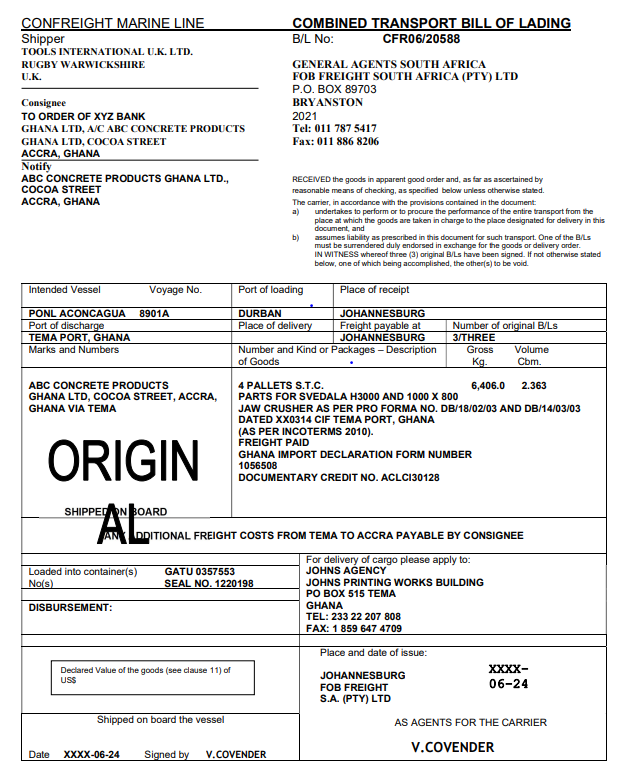 CONFREIGHT MARINE LINE
COMBINED TRANSPORT BILL OF LADING
Shipper
TOOLS INTERNATIONAL U.K. LTD.
RUGBY WARWICKSHIRE
U.K.
B/L No: CFR06/20588
GENERAL AGENTS SOUTH AFRICA
FOB FREIGHT SOUTH AFRICA (PTY) LTD
P.O. BOX 89703
BRYANSTON
2021
Tel: 011 787 5417
Fax: 011 886 8206
Consignee
TO ORDER OF XYZ BANK
GHANA LTD, A/C ABC CONCRETE PRODUCTS
GHANA LTD, COCOA STREET
ACCRA, GHANA
Notify
ABC CONCRETE PRODUCTS GHANA LTD.,
COCOA STREET
ACCRA, GHANA
RECEIVED the goods in apparent good order and, as far as ascertained by
reasonable means of checking, as specified below unless otherwise stated.
The carrier, in accordance with the provisions contained in the document:
a) undertakes to perform or to procure the performance of the entire transport from the
place at which the goods are taken in charge to the place designated for delivery in this
document, and
b) assumes liability as prescribed in this document for such transport. One of the B/Ls
must be surrendered duly endorsed in exchange for the goods or delivery order.
IN WITNESS whereof three (3) original B/Ls have been signed. If not otherwise stated
below, one of which being accomplished, the other(s) to be void.
Intended Vessel Voyage No. Port of loading Place of receipt
PONL ACONCAGUA 8901A DURBAN JOHANNESBURG
Port of discharge Place of delivery Freight payable at Number of original B/Ls
TEMA PORT, GHANA JOHANNESBURG 3/THREE
Marks and Numbers
Number and Kind or Packages – Description
of Goods
Gross
Kg.
Volume
Cbm.
ABC CONCRETE PRODUCTS
GHANA LTD, COCOA STREET, ACCRA,
GHANA VIA TEMA
4 PALLETS S.T.C. 6,406.0 2.363
PARTS FOR SVEDALA H3000 AND 1000 X 800
JAW CRUSHER AS PER PRO FORMA NO. DB/18/02/03 AND DB/14/03/03
DATED XX0314 CIF TEMA PORT, GHANA
(AS PER INCOTERMS 2010).
FREIGHT PAID
GHANA IMPORT DECLARATION FORM NUMBER
1056508
DOCUMENTARY CREDIT NO. ACLCI30128
ORIGIN
AL
SHIPPED ON BOARD
ANY ADDITIONAL FREIGHT COSTS FROM TEMA TO ACCRA PAYABLE BY CONSIGNEE
Loaded into container(s) GATU 0357553
No(s) SEAL NO. 1220198
DISBURSEMENT:
For delivery of cargo please apply to:
JOHNS AGENCY
JOHNS PRINTING WORKS BUILDING
PO BOX 515 TEMA
GHANA
TEL: 233 22 207 808
FAX: 1 859 647 4709
Declared Value of the goods (see clause 11) of
US$
Place and date of issue:
JOHANNESBURG
FOB FREIGHT
S.A. (PTY) LTD
XXXX-
06-24
Shipped on board the vessel
Date XXXX-06-24 Signed by V.COVENDER
AS AGENTS FOR THE CARRIER
V.COVENDER